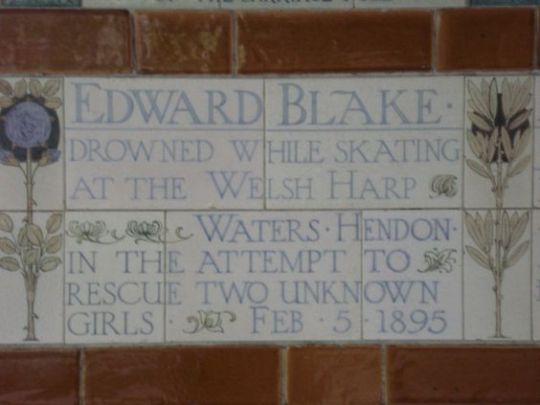 EDWARD BLAKE ·
DROWNED WHILE SKATING
AT THE WELSH HARP
WATERS · HENDON ·
IN THE ATTEMPT TO
RESCUE TWO UNKNOWN
GIRLS · FEB · 5 · 1895